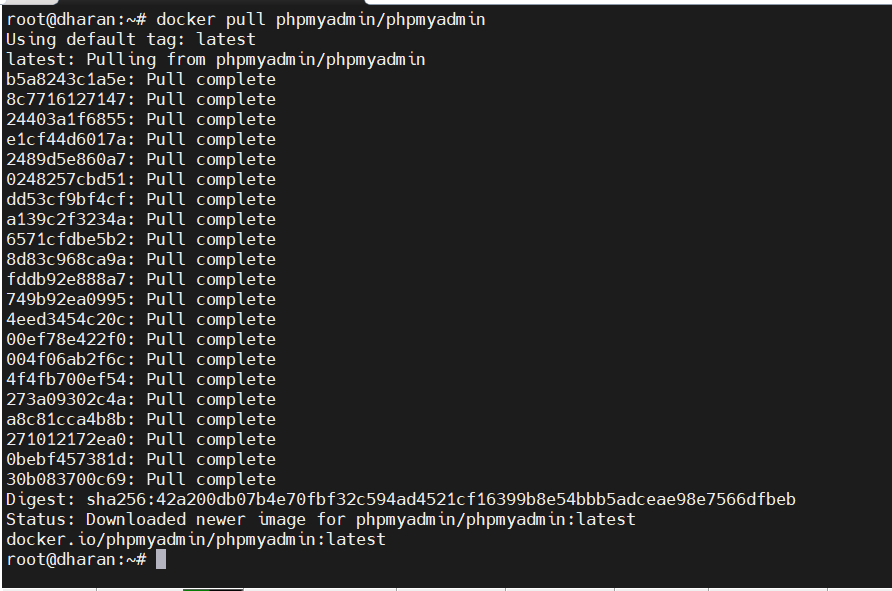 root@dharan:~# docker pull phpmyadmin/phpmyadmin
Using default tag: latest
latest: Pulling from phpmyadmin/phpmyadmin
b5a8243c1a5e: Pull complete
8c7716127147: Pull complete
24403a1f6855: Pull complete
e1cf44d6017a: Pull complete
2489d5e860a7: Pull complete
0248257cbd51: Pull complete
dd53cf9bf4cf: Pull complete
a139c2f3234a: Pull complete
6571cfdbe5b2: Pull complete
8d83c968ca9a: Pull complete
fddb92e888a7: Pull complete
749b92ea0995: Pull complete
4eed3454c20c: Pull complete
00ef78e422f0: Pull complete
004f06ab2f6c: Pull complete
4f4fb700ef54: Pull complete
273a09302c4a: Pull complete
a8c81cca4b8b: Pull complete
271012172ea0: Pull complete
0bebf457381d: Pull complete
30b083700c69: Pull complete
Digest: sha256:42a200db07b4e70fbf32c594ad4521cf16399b8e54bbb5adceae98e7566dfbeb
Status: Downloaded newer image for phpmyadmin/phpmyadmin:latest
docker.io/phpmyadmin/phpmyadmin:latest
root@dharan:~#